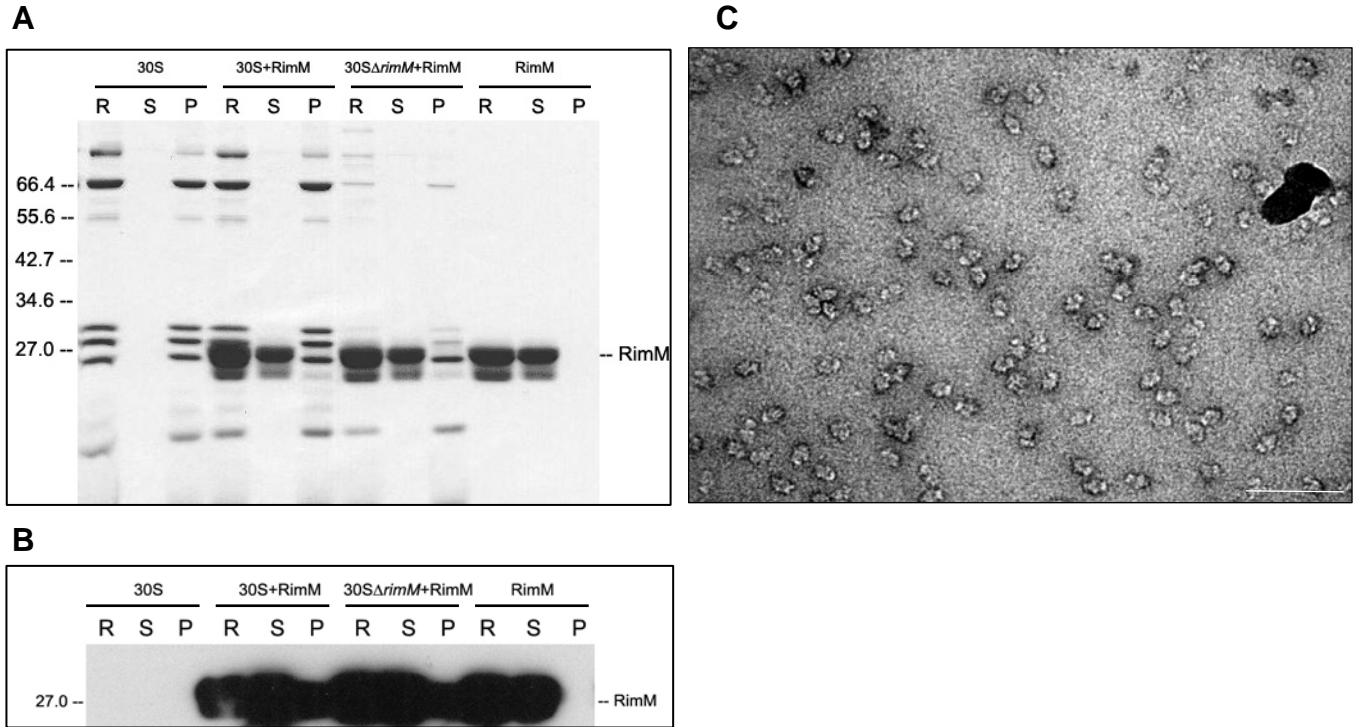 A
30S 30S+RimM 30SΔrimM+RimM RimM
R S P R S P R S P R S P
66.4 --
55.6 --
42.7 --
34.6 --
27.0 -- -- RimM
B
30S 30S+RimM 30SΔrimM+RimM RimM
R S P R S P R S P R S P
27.0 -- -- RimM
C